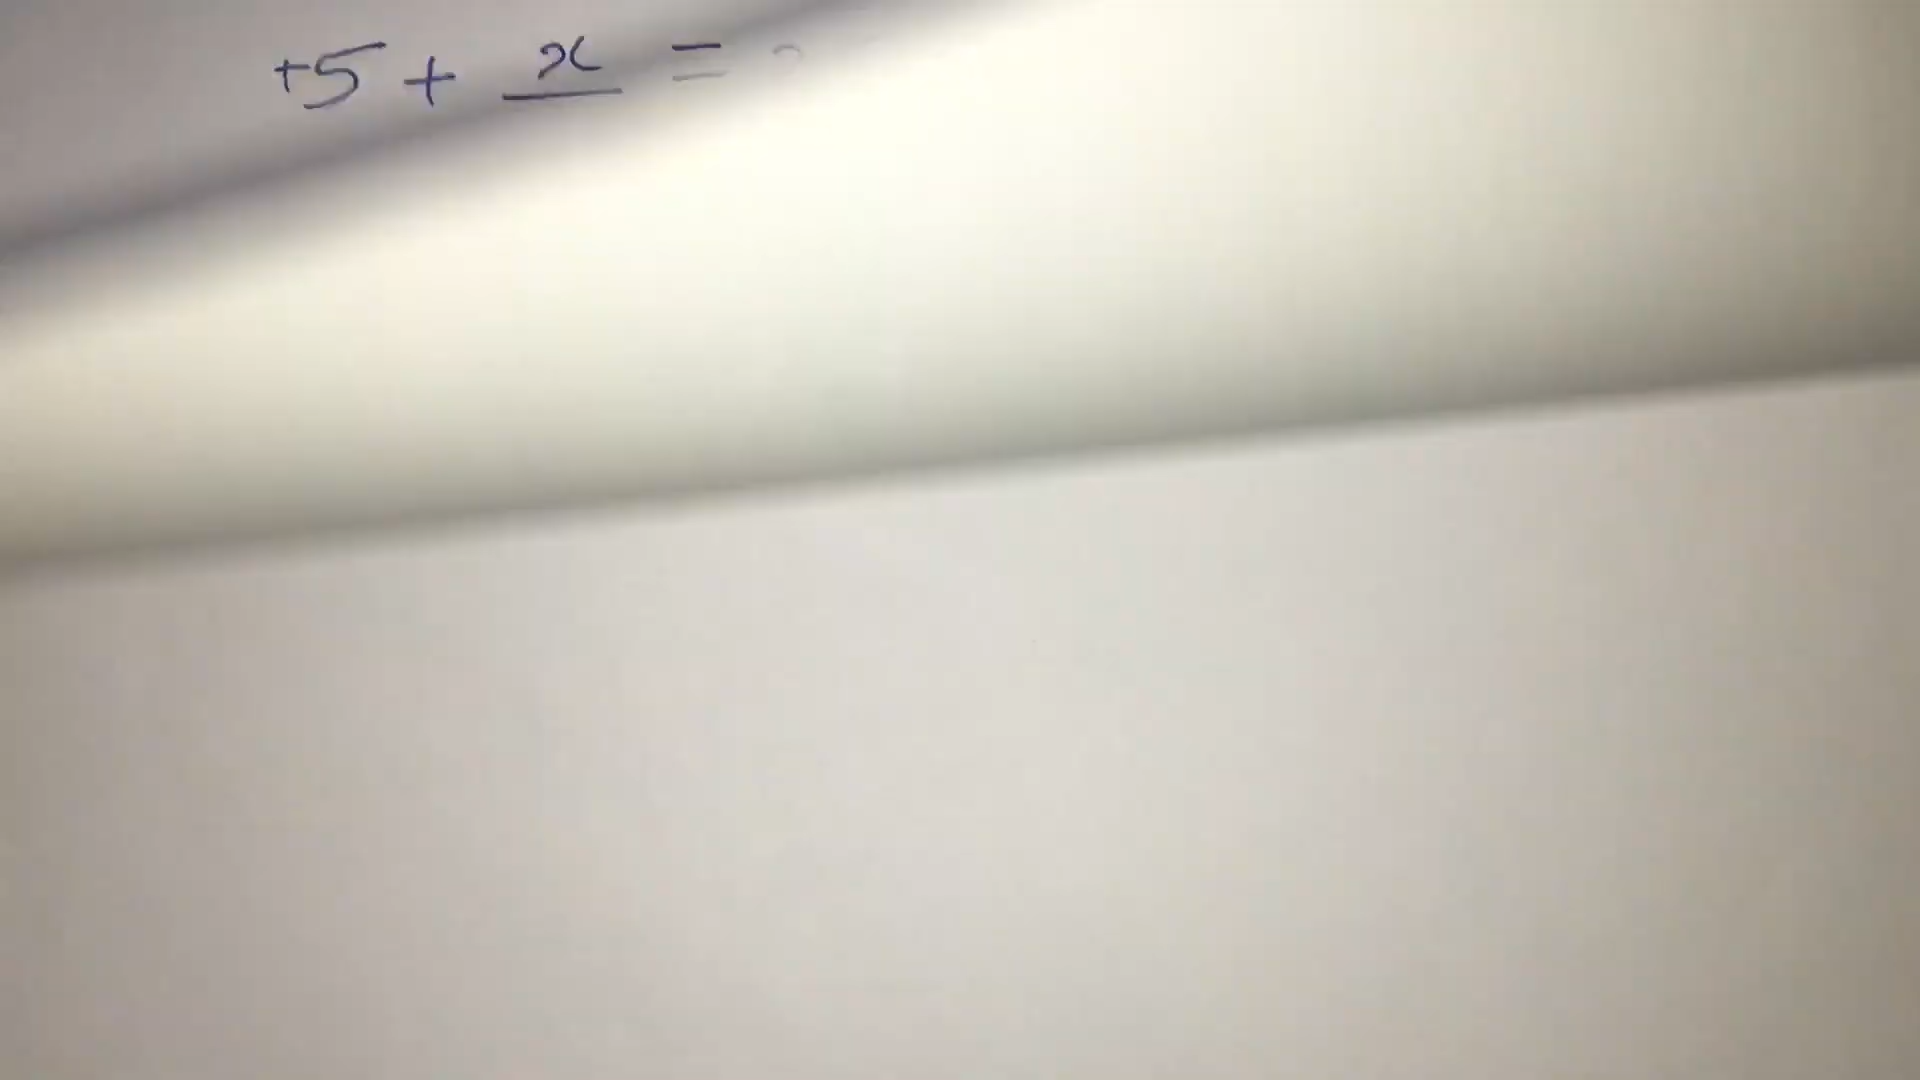 +5 + x =